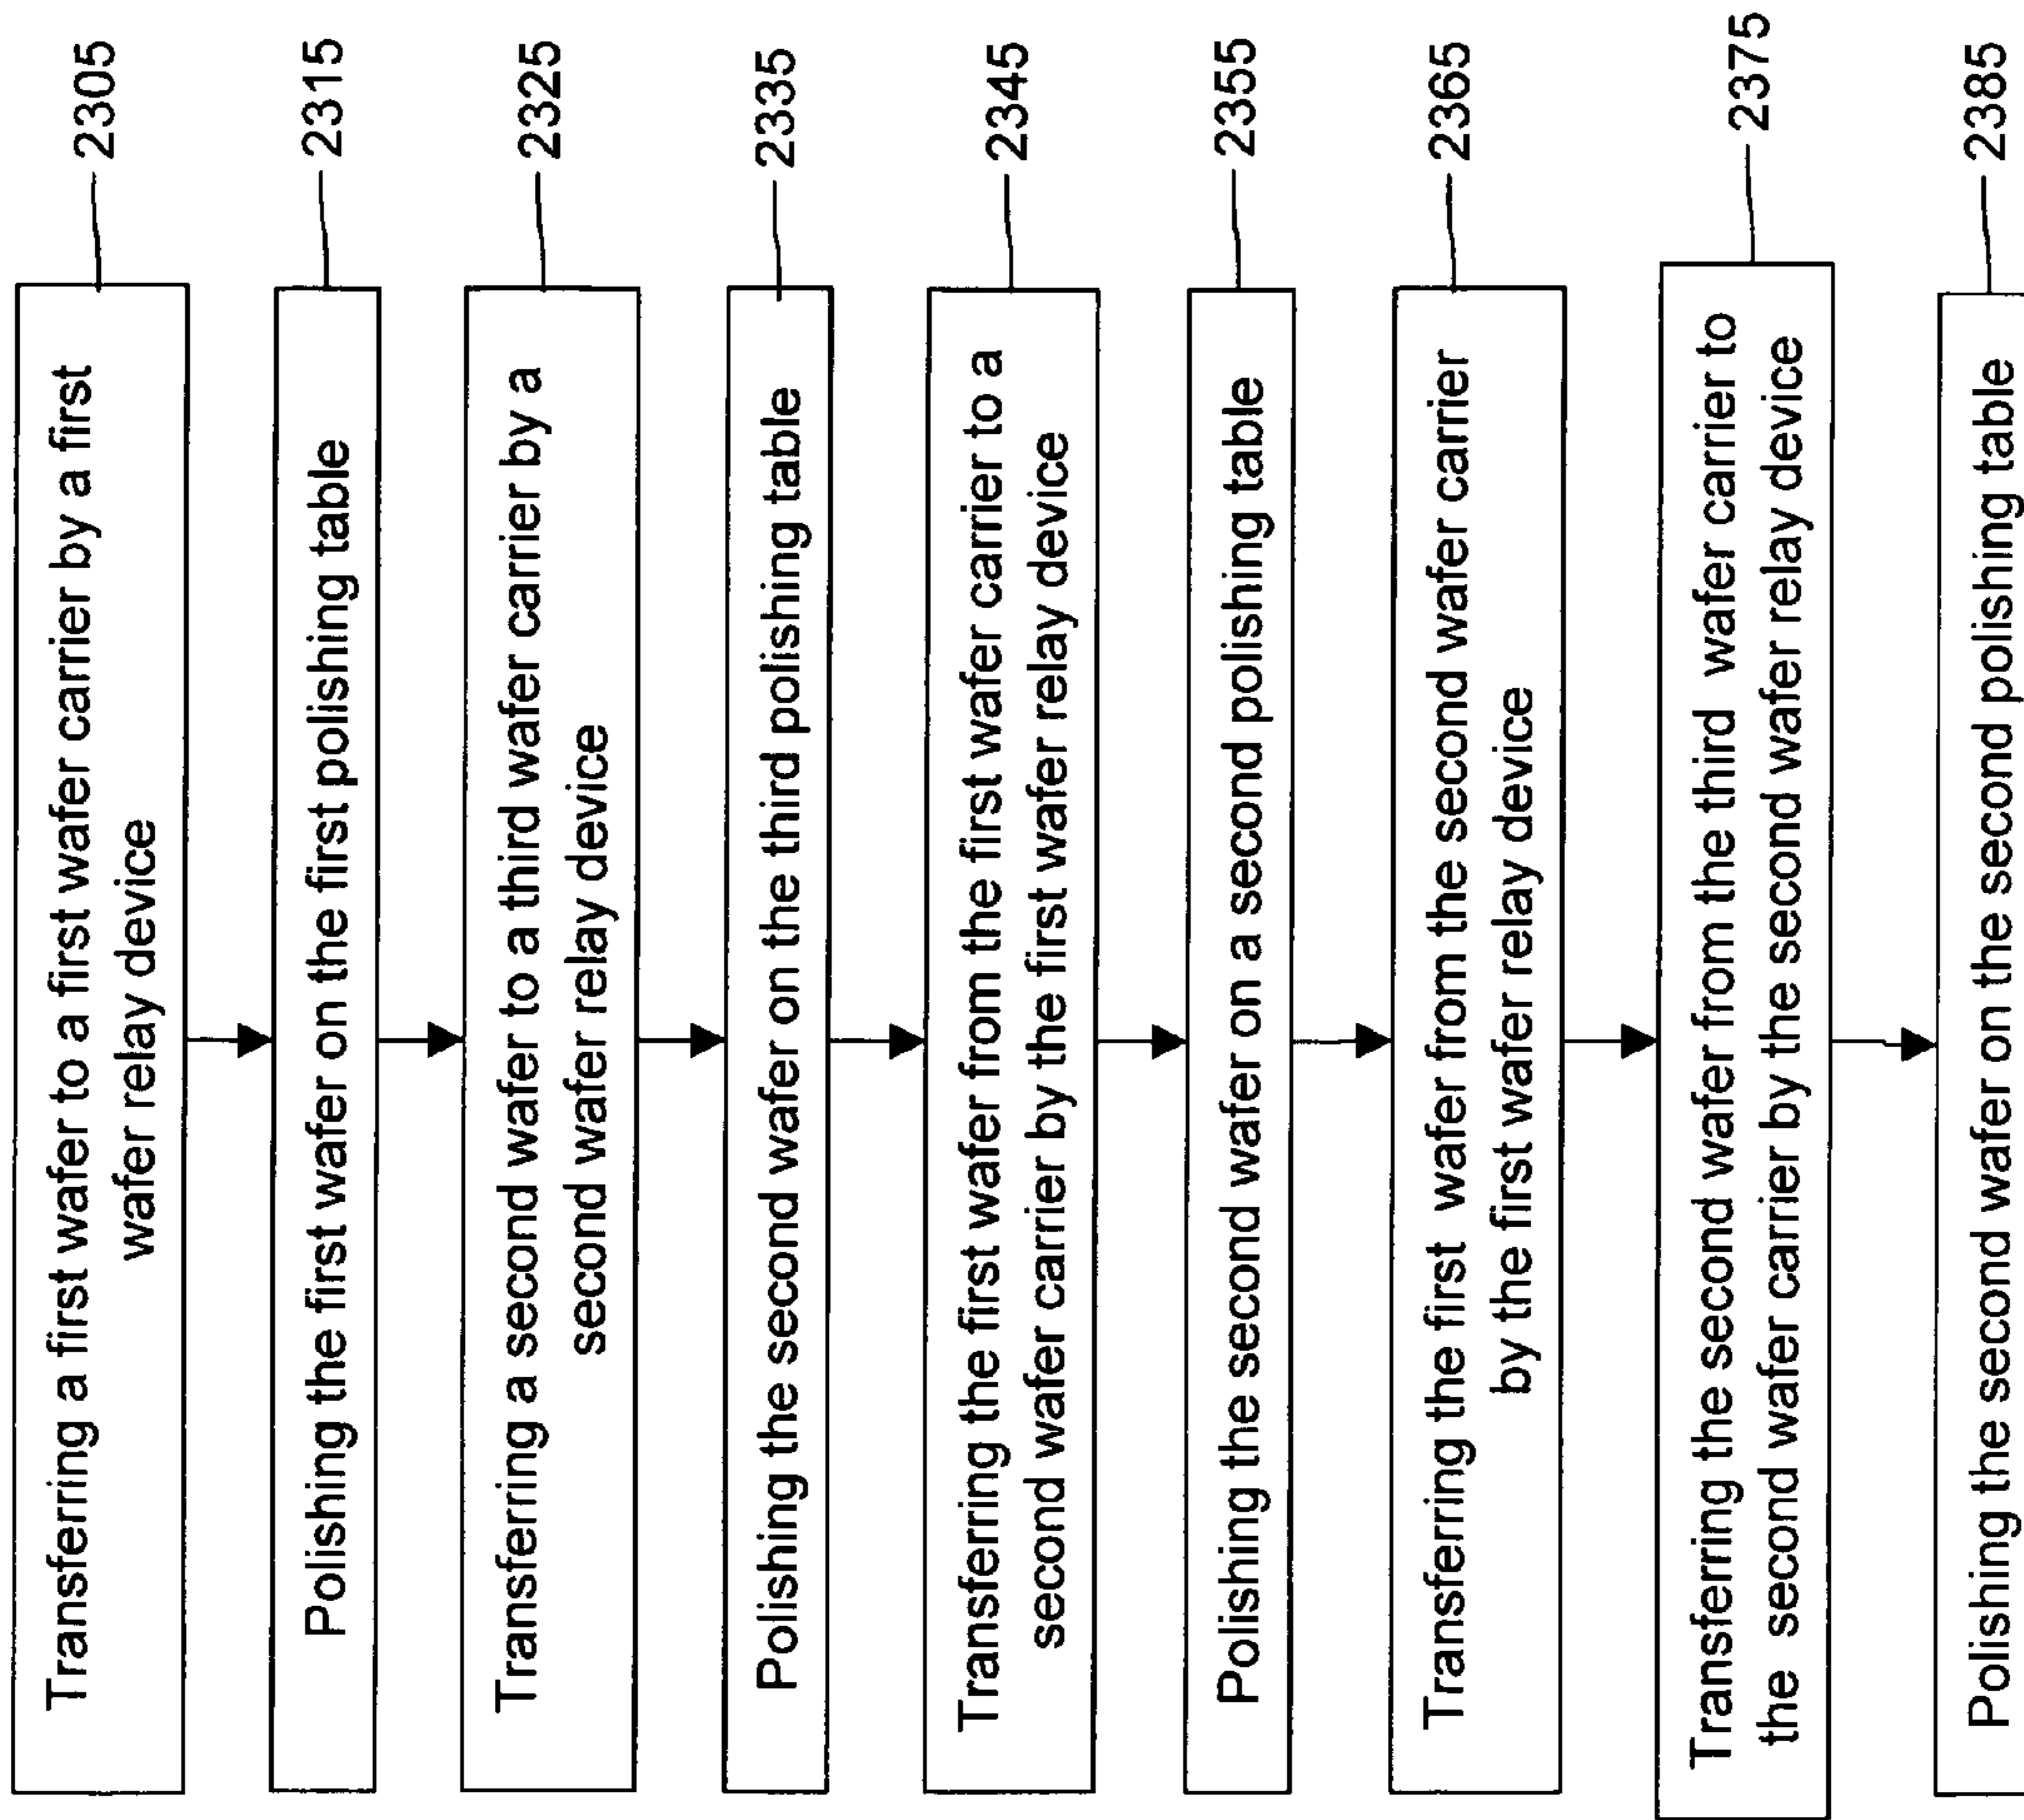 Transferring a first wafer to a first wafer carrier by a first
wafer relay device
2305
Polishing the first wafer on the first polishing table
2315
Transferring a second wafer to a third wafer carrier by a
second wafer relay device
2325
Polishing the second wafer on the third polishing table
2335
Transferring the first wafer from the first wafer carrier to a
second wafer carrier by the first wafer relay device
2345
Polishing the second wafer on a second polishing table
2355
Transferring the first wafer from the second wafer carrier
by the first wafer relay device
2365
Transferring the second wafer from the third wafer carrier to
the second wafer carrier by the second wafer relay device
2375
Polishing the second wafer on the second polishing table
2385